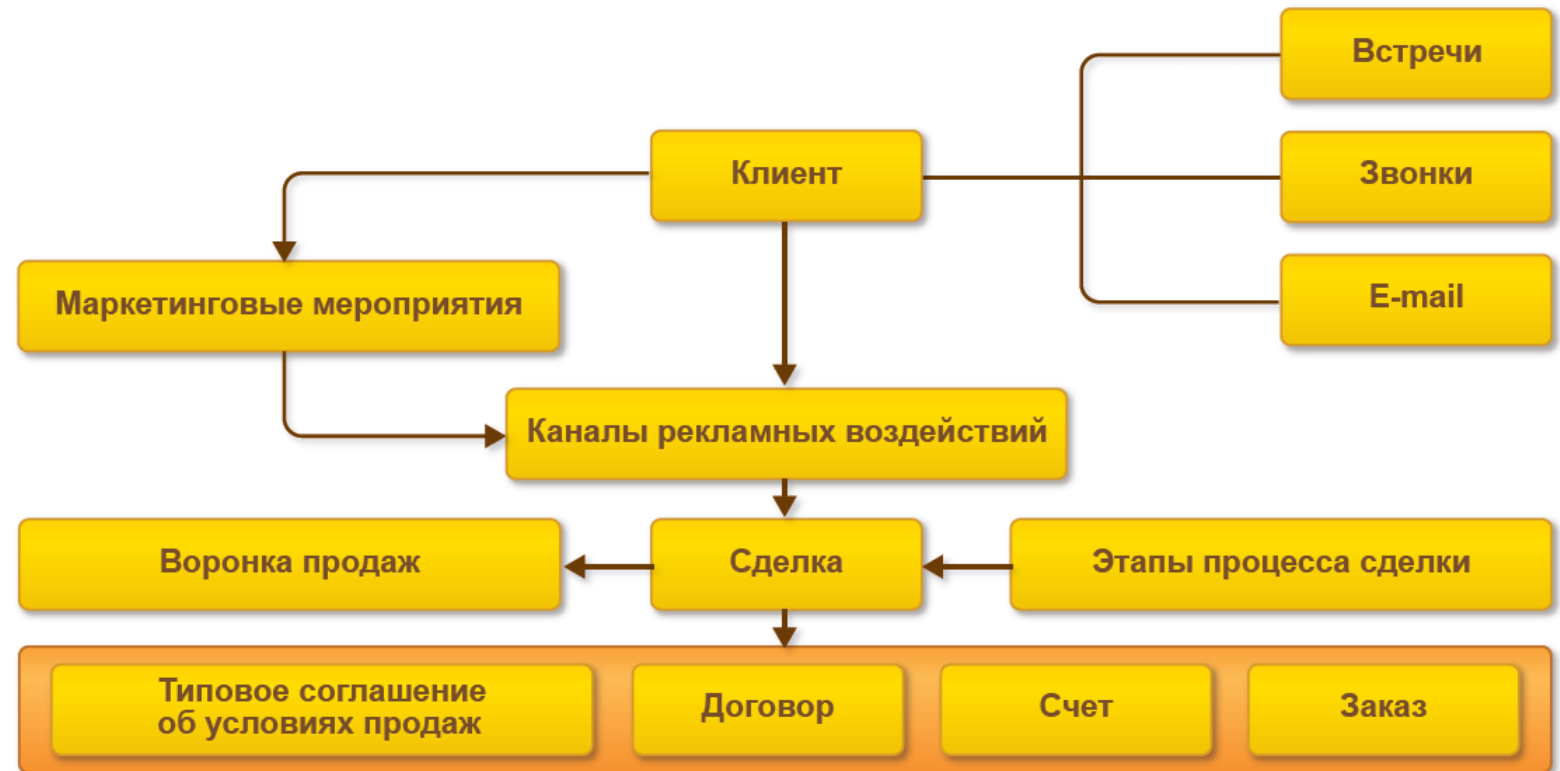 Встречи
Клиент
Звонки
Маркетинговые мероприятия
E-mail
Каналы рекламных воздействий
Воронка продаж
Сделка
Этапы процесса сделки
Типовое соглашение
об условиях продаж
Договор
Счет
Заказ